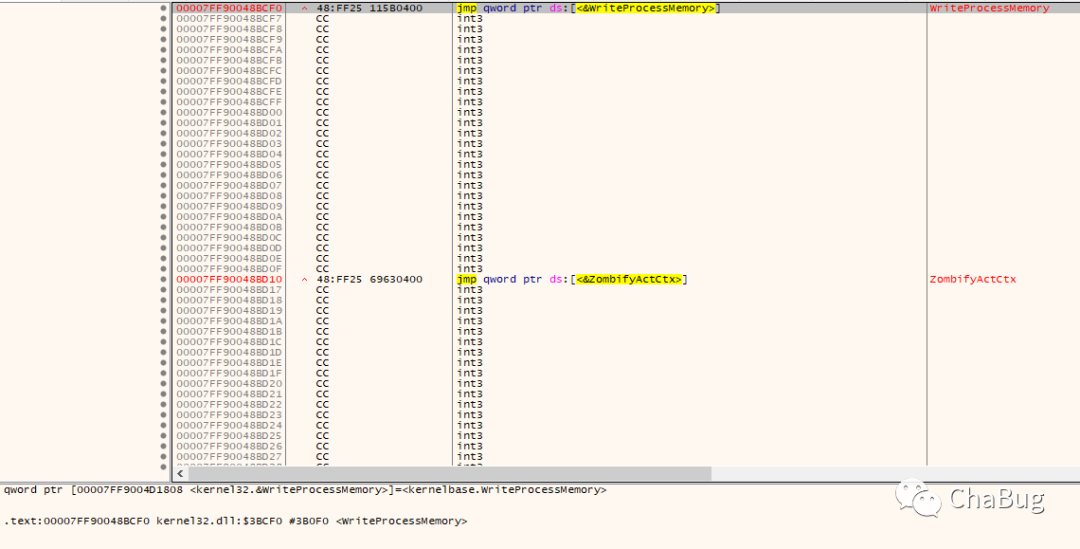 00007FF90048BCF0 48:FF25 115B0400 jmp qword ptr ds:[<&WriteProcessMemory>] WriteProcessMemory
00007FF90048BCF7 CC int3
00007FF90048BCF8 CC int3
00007FF90048BCF9 CC int3
00007FF90048BCFA CC int3
00007FF90048BCFB CC int3
00007FF90048BCFC CC int3
00007FF90048BCFD CC int3
00007FF90048BCFE CC int3
00007FF90048BCFF CC int3
00007FF90048BD00 CC int3
00007FF90048BD01 CC int3
00007FF90048BD02 CC int3
00007FF90048BD03 CC int3
00007FF90048BD04 CC int3
00007FF90048BD05 CC int3
00007FF90048BD06 CC int3
00007FF90048BD07 CC int3
00007FF90048BD08 CC int3
00007FF90048BD09 CC int3
00007FF90048BD0A CC int3
00007FF90048BD0B CC int3
00007FF90048BD0C CC int3
00007FF90048BD0D CC int3
00007FF90048BD0E CC int3
00007FF90048BD0F CC int3
00007FF90048BD10 48:FF25 69630400 jmp qword ptr ds:[<&ZombifyActCtx>] ZombifyActCtx
00007FF90048BD17 CC int3
00007FF90048BD18 CC int3
00007FF90048BD19 CC int3
00007FF90048BD1A CC int3
00007FF90048BD1B CC int3
00007FF90048BD1C CC int3
00007FF90048BD1D CC int3
00007FF90048BD1E CC int3
00007FF90048BD1F CC int3
00007FF90048BD20 CC int3
00007FF90048BD21 CC int3
00007FF90048BD22 CC int3
00007FF90048BD23 CC int3
00007FF90048BD24 CC int3
00007FF90048BD25 CC int3
00007FF90048BD26 CC int3
00007FF90048BD27 CC int3
qword ptr [00007FF9004D1808 <kernel32.&WriteProcessMemory>]=<kernelbase.WriteProcessMemory>
ChaBug
.text:00007FF90048BCF0 kernel32.dll:$3BCF0 #3B0F0 <WriteProcessMemory>